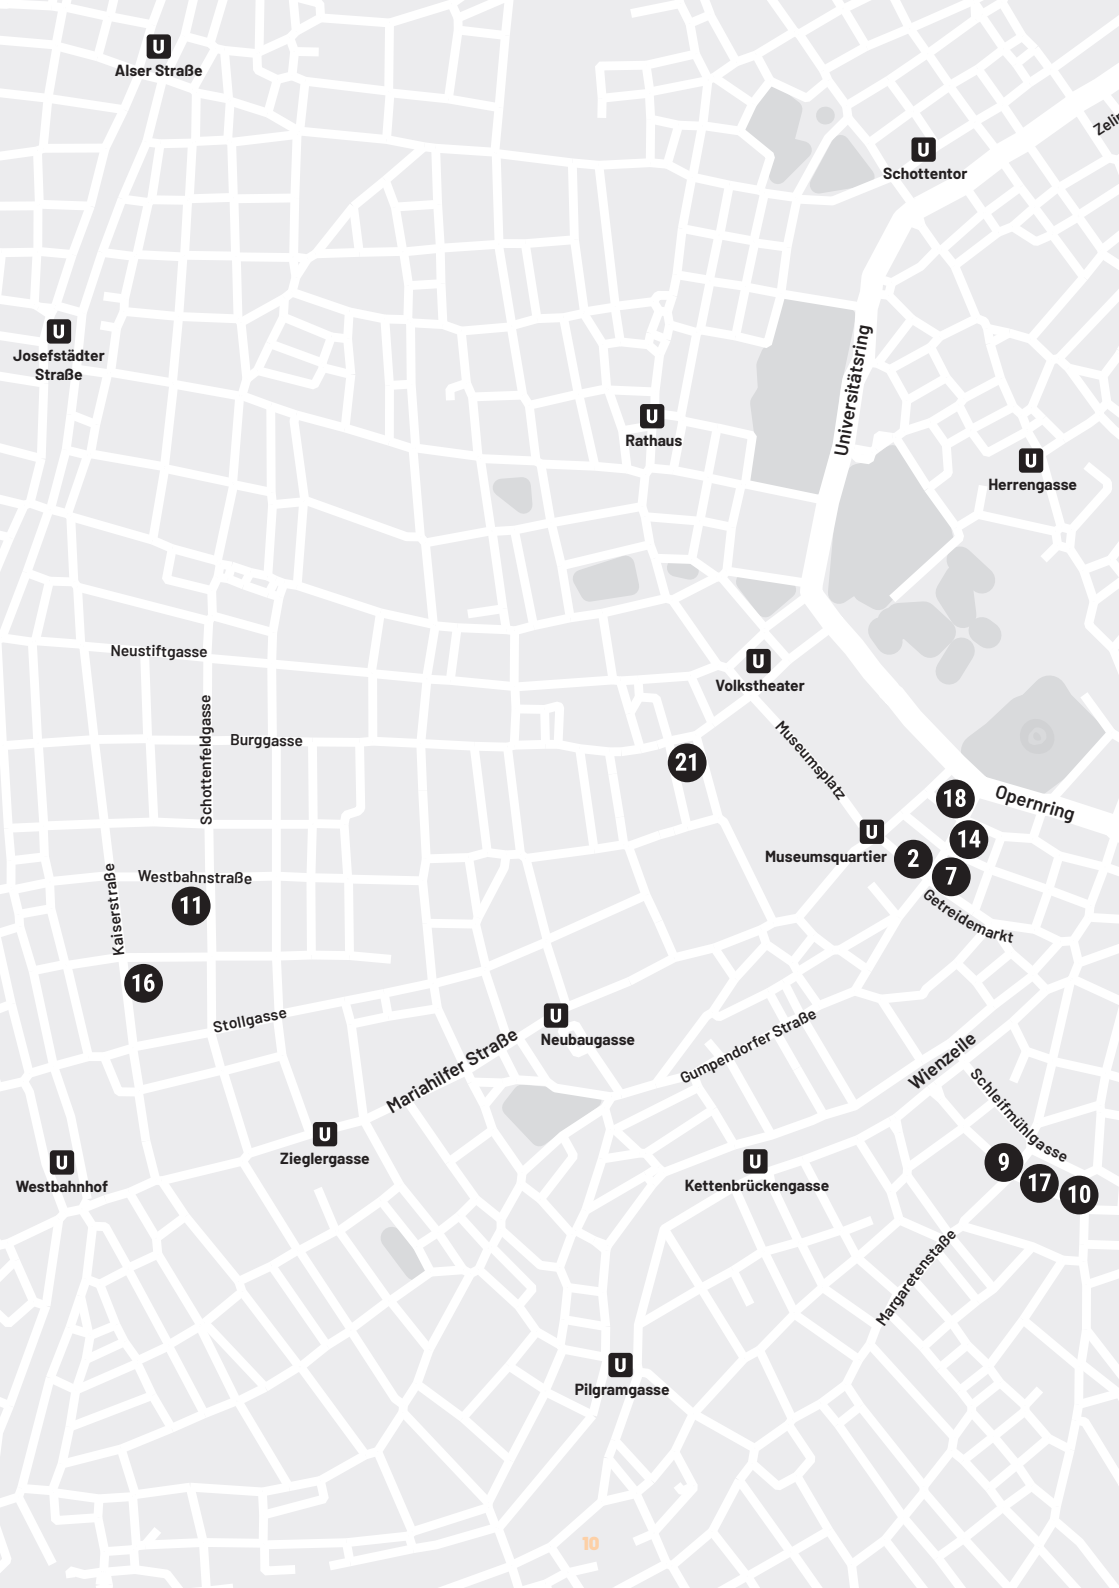 U
Alser Straße
U
Schottentor
Zelin
U
Josefstädter
Straße
Universitätsring
U
Rathaus
U
Herrengasse
Neustiftgasse
U
Volkstheater
Schottenfeldgasse
Burggasse
Museumsplatz
21
18
Opernring
14
U
Museumsquartier
2
7
Getreidemarkt
Kaiserstraße
Westbahnstraße
11
16
Stollgasse
U
Neubaugasse
Mariahilfer Straße
Gumpendorfer Straße
Wienzeile
Schleifmühlgasse
U
Zieglergasse
U
Westbahnhof
U
Kettenbrückengasse
9
17
10
Margaretenstaße
U
Pilgramgasse
10